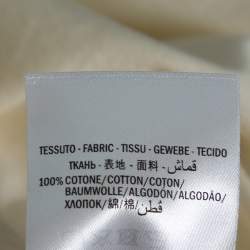 TESSUTO - FABRIC - TISSU - GEWEBE - TECIDO
ТКАНЬ - 表地 - 面料 - قماش
100% COTONE/COTTON/COTON/
BAUMWOLLE/ALGODÓN/ALGODÃO/
ХЛОПОК/綿/棉/قطن